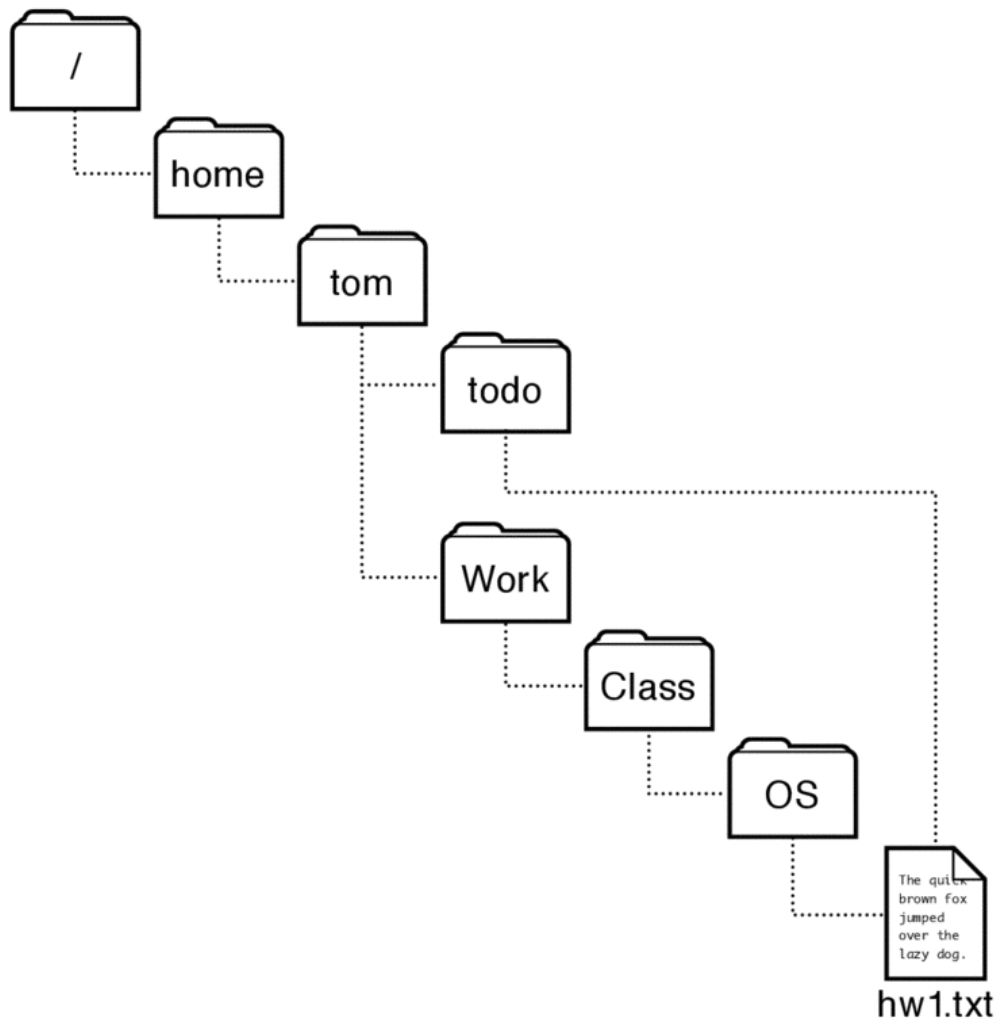 /
home
tom
todo
Work
Class
OS
The quick
brown fox
jumped
over the
lazy dog.
hw1.txt